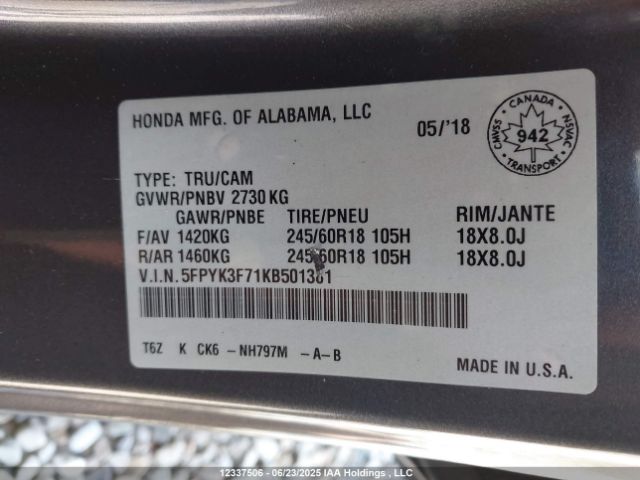 HONDA MFG. OF ALABAMA, LLC
05/'18
CANADA
CMVSS
942
NSVAC
TRANSPORT
TYPE: TRU/CAM
GVWR/PNBV 2730KG
GAWR/PNBE TIRE/PNEU RIM/JANTE
F/AV 1420KG 245/60R18 105H 18X8.0J
R/AR 1460KG 245/60R18 105H 18X8.0J
V.I.N.5FPYK3F71KB501361
T6Z K CK6 -NH797M -A-B
MADE IN U.S.A.
12337506 - 06/23/2025 IAA Holdings , LLC